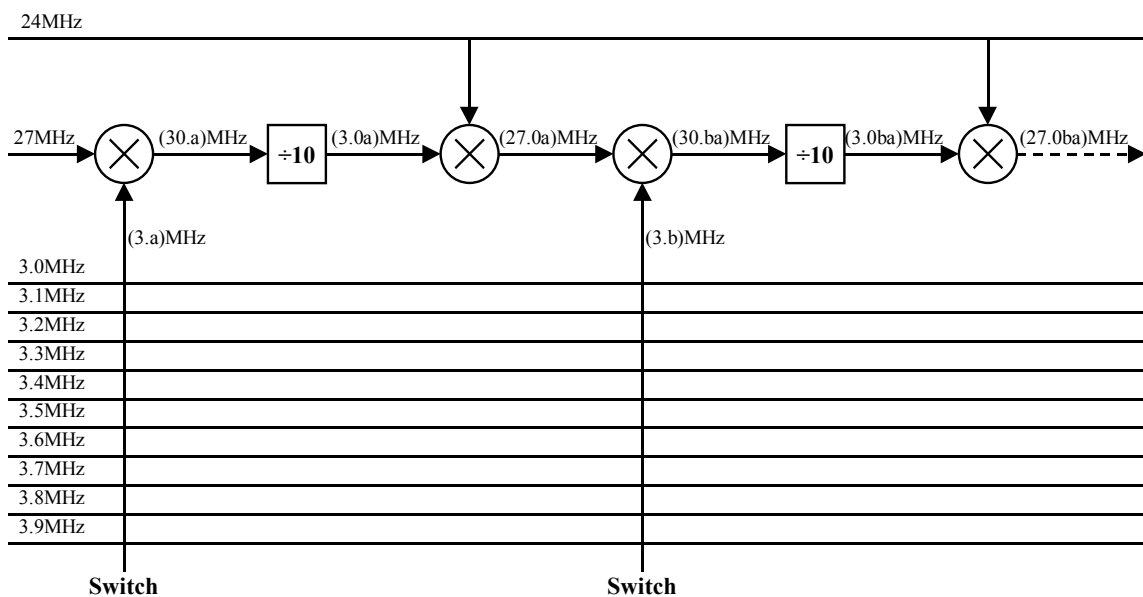 24MHz
27MHz (30.a)MHz ÷10 (3.0a)MHz (27.0a)MHz (30.ba)MHz ÷10 (3.0ba)MHz (27.0ba)MHz
(3.a)MHz (3.b)MHz
3.0MHz
3.1MHz
3.2MHz
3.3MHz
3.4MHz
3.5MHz
3.6MHz
3.7MHz
3.8MHz
3.9MHz
Switch Switch